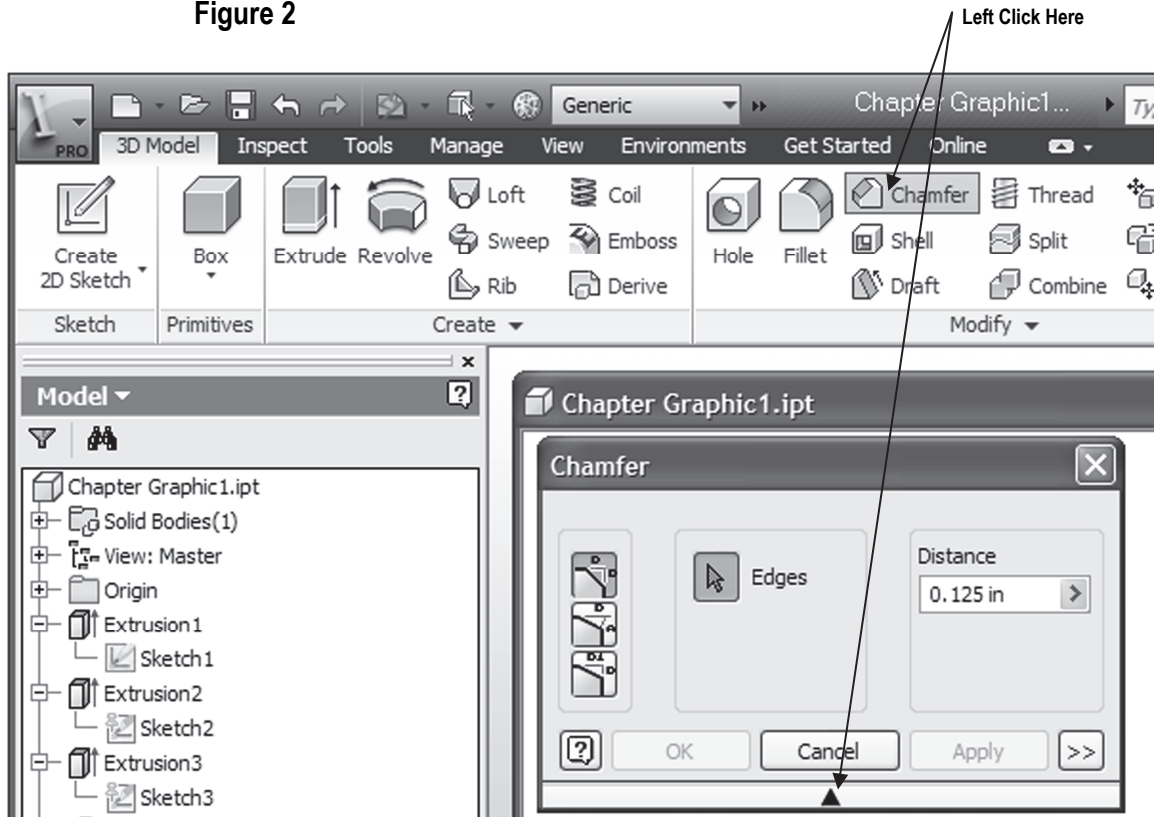 Figure 2
Left Click Here
PRO
Generic
Chapter Graphic1...
Ty
3D Model Inspect Tools Manage View Environments Get Started Online
Create
2D Sketch
Box
Extrude
Revolve
Loft
Sweep
Rib
Coil
Emboss
Derive
Hole
Fillet
Chamfer
Shell
Draft
Thread
Split
Combine
Sketch Primitives Create Modify
Model
Chapter Graphic1.ipt
Solid Bodies(1)
View: Master
Origin
Extrusion1
Sketch1
Extrusion2
Sketch2
Extrusion3
Sketch3
Chapter Graphic1.ipt
Chamfer
Edges
Distance
0.125 in
OK Cancel Apply >>